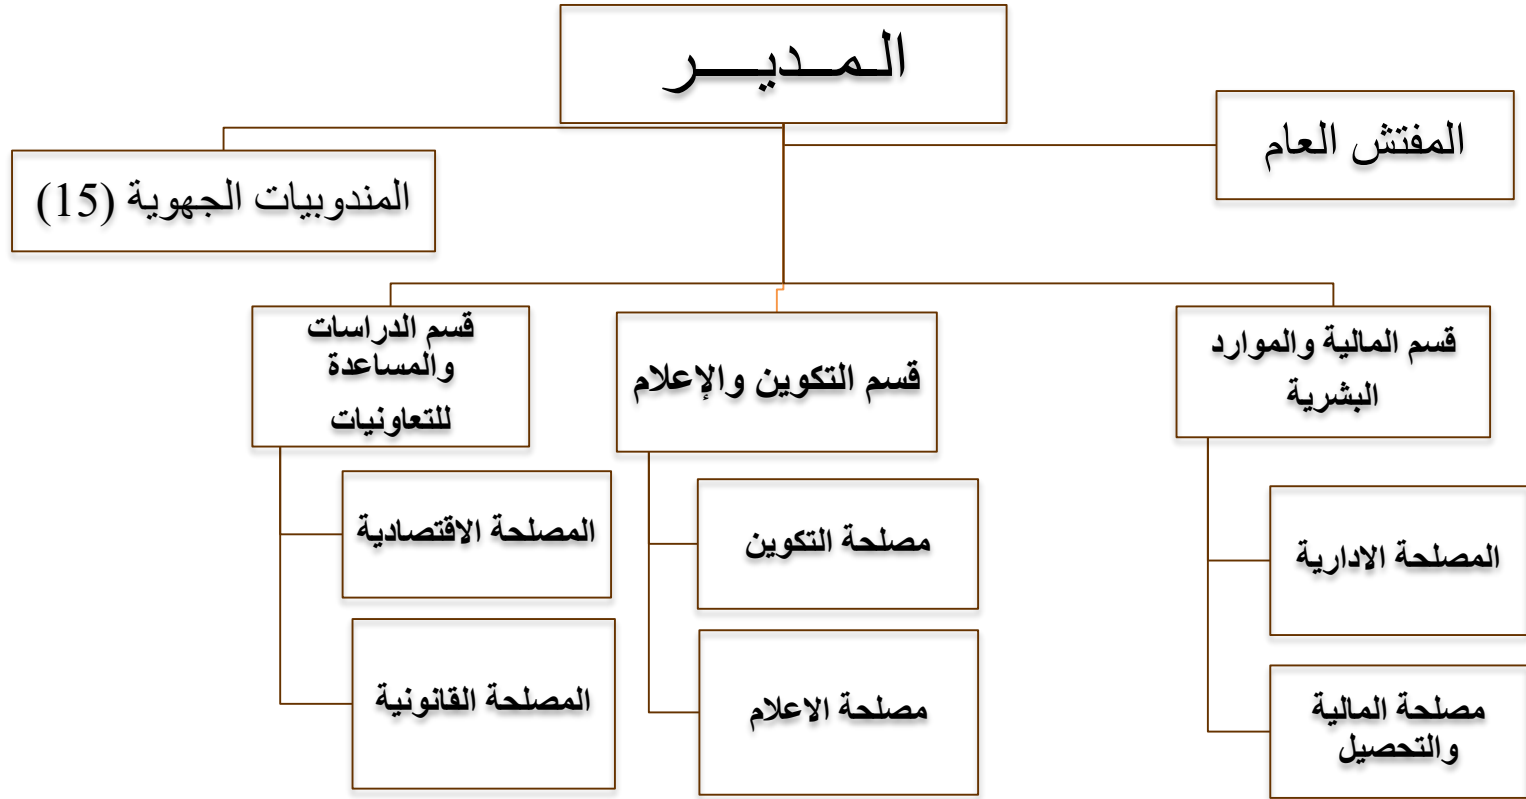 الـمـديـــر
المفتش العام
المندوبيات الجهوية (15)
قسم المالية والموارد
البشرية
قسم التكوين والإعلام
قسم الدراسات
والمساعدة
للتعاونيات
المصلحة الادارية
مصلحة المالية
والتحصيل
مصلحة التكوين
مصلحة الاعلام
المصلحة الاقتصادية
المصلحة القانونية